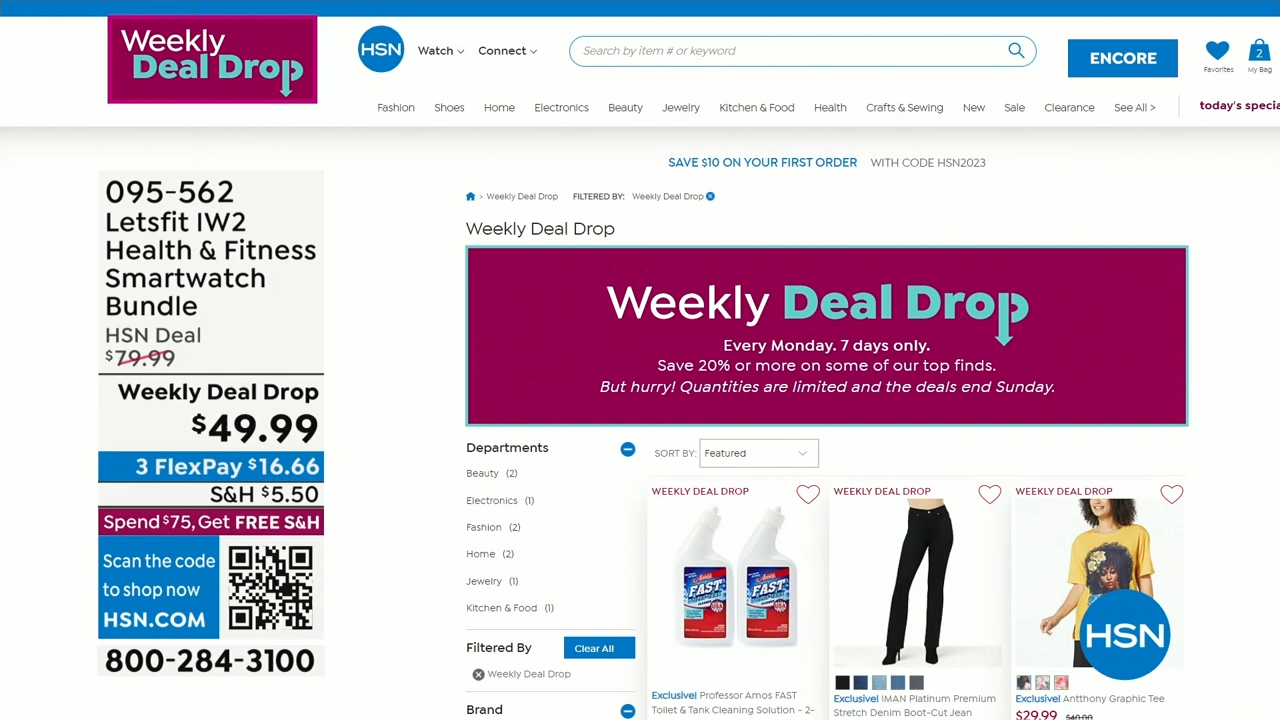 Weekly
Deal Drop
HSN
Watch
Connect
Search by item # or keyword
ENCORE
Favorites
2
My Bag
Fashion
Shoes
Home
Electronics
Beauty
Jewelry
Kitchen & Food
Health
Crafts & Sewing
New
Sale
Clearance
See All >
today's specia
SAVE $10 ON YOUR FIRST ORDER WITH CODE HSN2023
> Weekly Deal Drop FILTERED BY: Weekly Deal Drop
Weekly Deal Drop
Weekly Deal Drop
Every Monday. 7 days only.
Save 20% or more on some of our top finds.
But hurry! Quantities are limited and the deals end Sunday.
095-562
Letsfit IW2
Health & Fitness
Smartwatch
Bundle
HSN Deal
$79.99
Weekly Deal Drop
$49.99
3 FlexPay $16.66
S&H $5.50
Spend $75, Get FREE S&H
Scan the code
to shop now
HSN.COM
800-284-3100
Departments
Beauty (2)
Electronics (1)
Fashion (2)
Home (2)
Jewelry (1)
Kitchen & Food (1)
Filtered By
Clear All
Weekly Deal Drop
Brand
SORT BY: Featured
WEEKLY DEAL DROP
FAST
FAST
Exclusive! Professor Amos FAST
Toilet & Tank Cleaning Solution - 2-
WEEKLY DEAL DROP
Exclusive! IMAN Platinum Premium
Stretch Denim Boot-Cut Jean
WEEKLY DEAL DROP
Exclusive! Antthony Graphic Tee
$29.99 $40.00
HSN